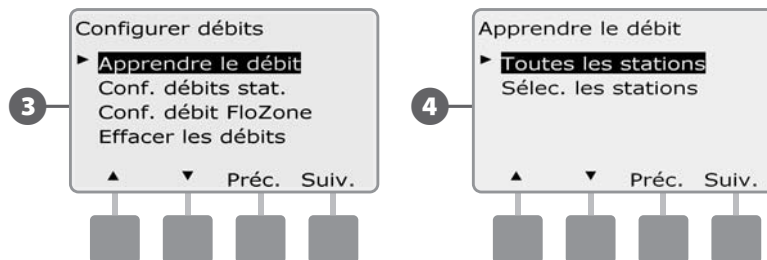 3
Configurer débits
► Apprendre le débit
Conf. débits stat.
Conf. débit FloZone
Effacer les débits
▲ ▼ Préc. Suiv.
4
Apprendre le débit
► Toutes les stations
Sélec. les stations
▲ ▼ Préc. Suiv.